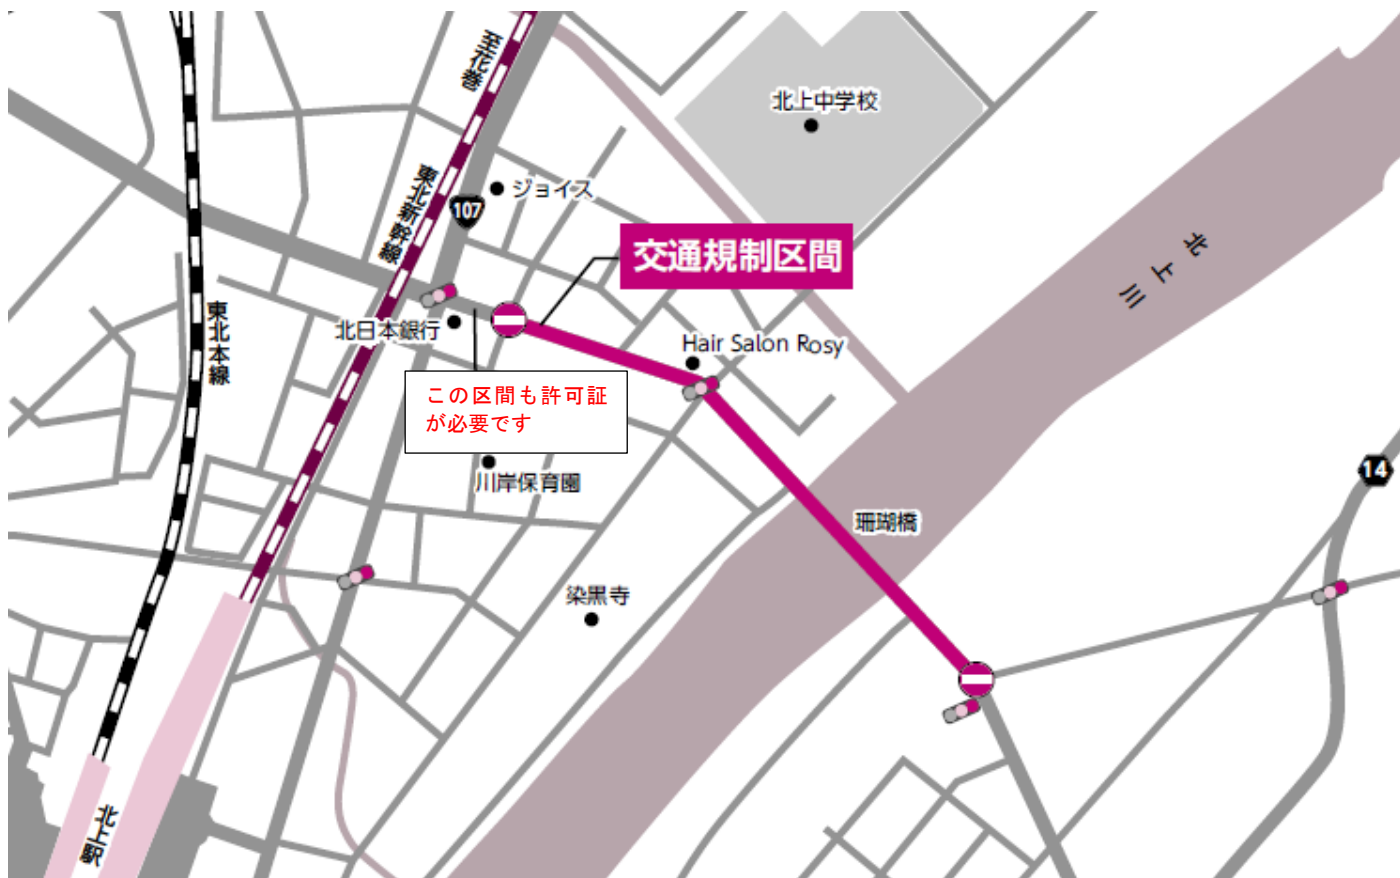 至花巻
北上中学校
東北新幹線
ジョイス
107
交通規制区間
北上川
東北本線
北日本銀行
Hair Salon Rosy
この区間も許可証
が必要です
川岸保育園
14
珊瑚橋
染黒寺
北上駅